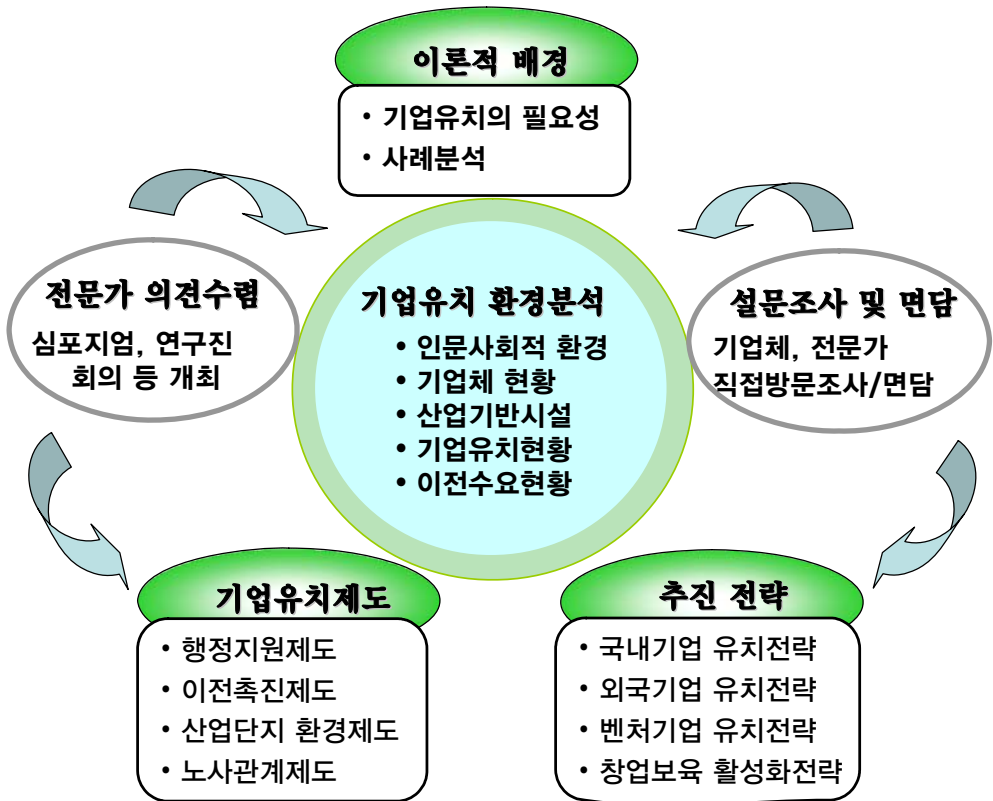 이론적 배경
• 기업유치의 필요성
• 사례분석
전문가 의견수렴
심포지엄, 연구진
회의 등 개최
기업유치 환경분석
• 인문사회적 환경
• 기업체 현황
• 산업기반시설
• 기업유치현황
• 이전수요현황
설문조사 및 면담
기업체, 전문가
직접방문조사/면담
기업유치제도
• 행정지원제도
• 이전촉진제도
• 산업단지 환경제도
• 노사관계제도
추진 전략
• 국내기업 유치전략
• 외국기업 유치전략
• 벤처기업 유치전략
• 창업보육 활성화전략